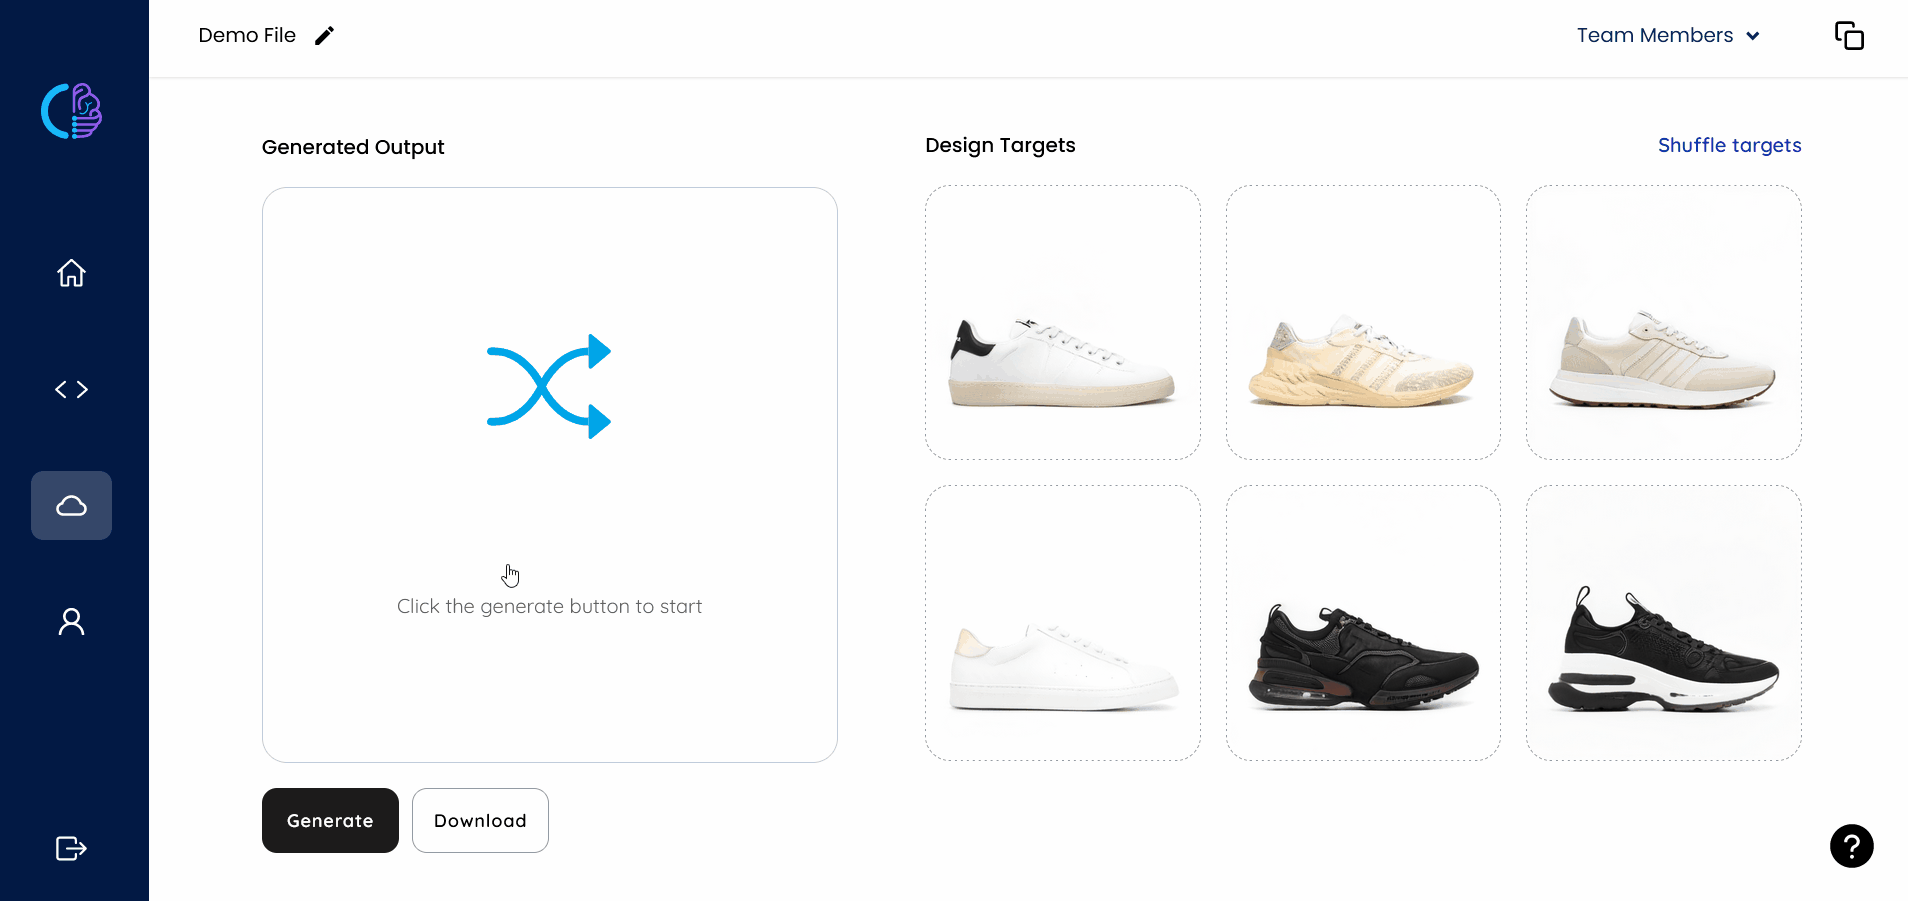 Demo File
Team Members
Generated Output
Design Targets
Shuffle targets
Click the generate button to start
Generate
Download
?